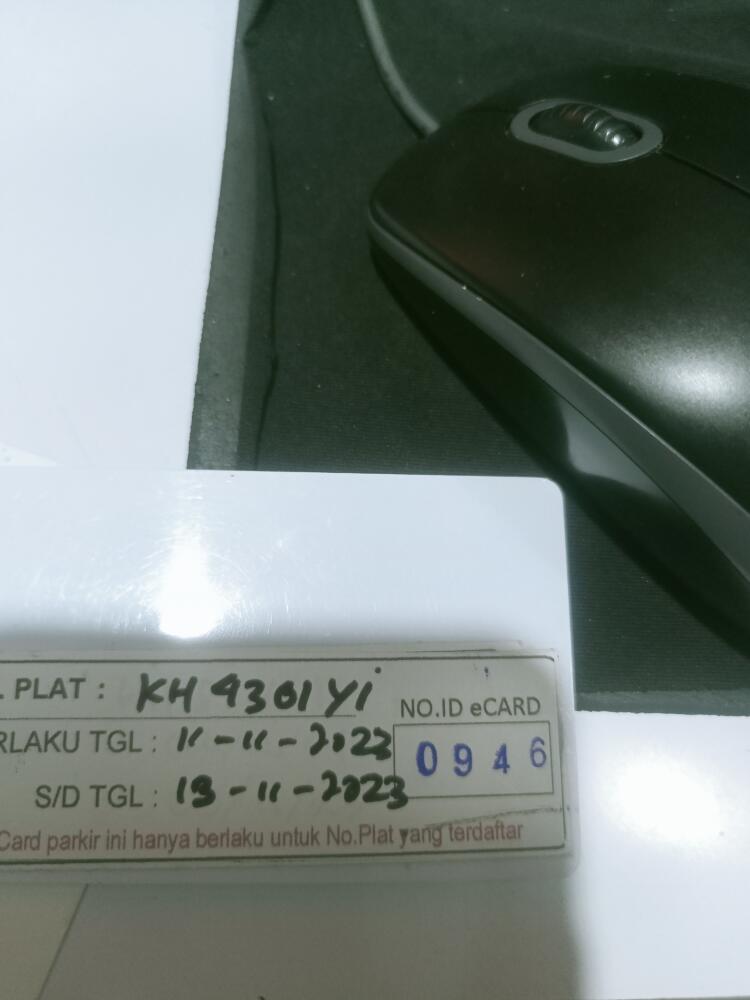 . PLAT : KH 4301 YI
NO.ID eCARD
RLAKU TGL : 11-11-2023
0946
S/D TGL : 13-11-2023
Card parkir ini hanya berlaku untuk No.Plat yang terdaftar